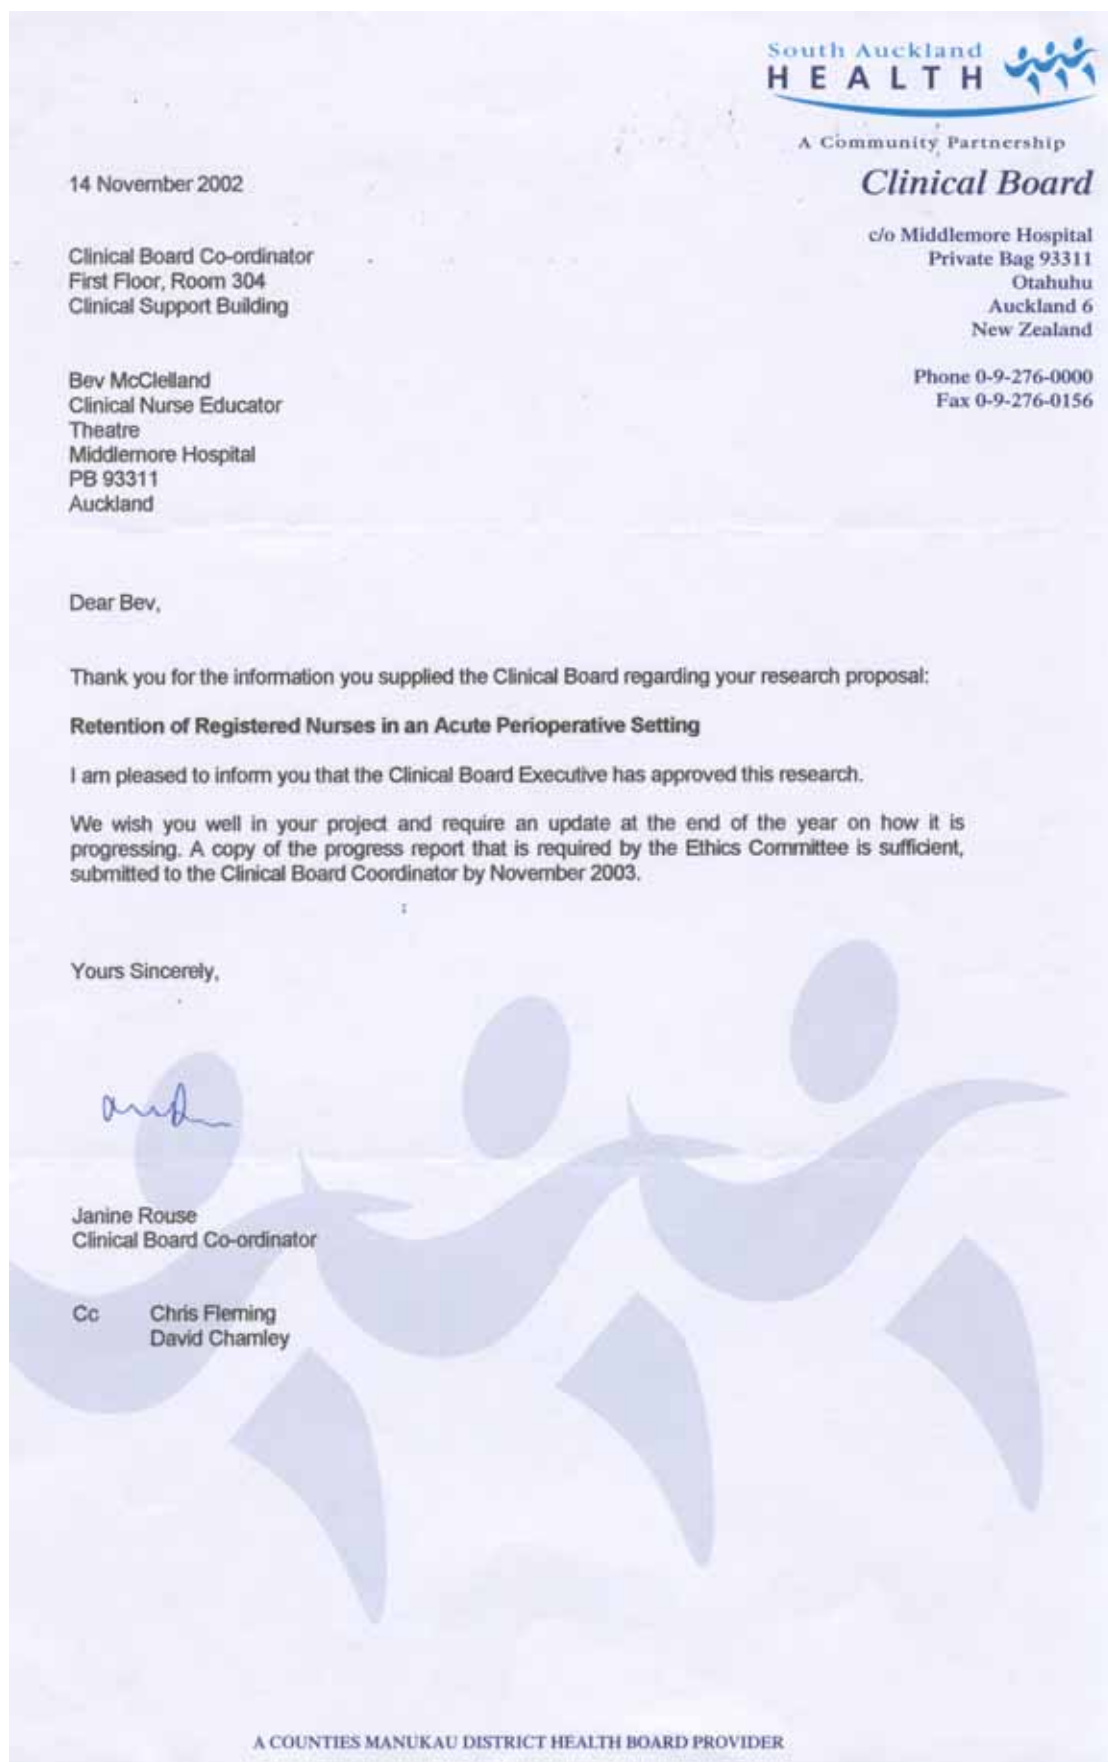 South Auckland
HEALTH
A Community Partnership
Clinical Board
14 November 2002
c/o Middlemore Hospital
Private Bag 93311
Otahuhu
Auckland 6
New Zealand
Phone 0-9-276-0000
Fax 0-9-276-0156
Clinical Board Co-ordinator
First Floor, Room 304
Clinical Support Building
Bev McClelland
Clinical Nurse Educator
Theatre
Middlemore Hospital
PB 93311
Auckland
Dear Bev,
Thank you for the information you supplied the Clinical Board regarding your research proposal:
Retention of Registered Nurses in an Acute Perioperative Setting
I am pleased to inform you that the Clinical Board Executive has approved this research.
We wish you well in your project and require an update at the end of the year on how it is
progressing. A copy of the progress report that is required by the Ethics Committee is sufficient,
submitted to the Clinical Board Coordinator by November 2003.
Yours Sincerely,
Janine Rouse
Clinical Board Co-ordinator
Cc Chris Fleming
David Chamley
A COUNTIES MANUKAU DISTRICT HEALTH BOARD PROVIDER